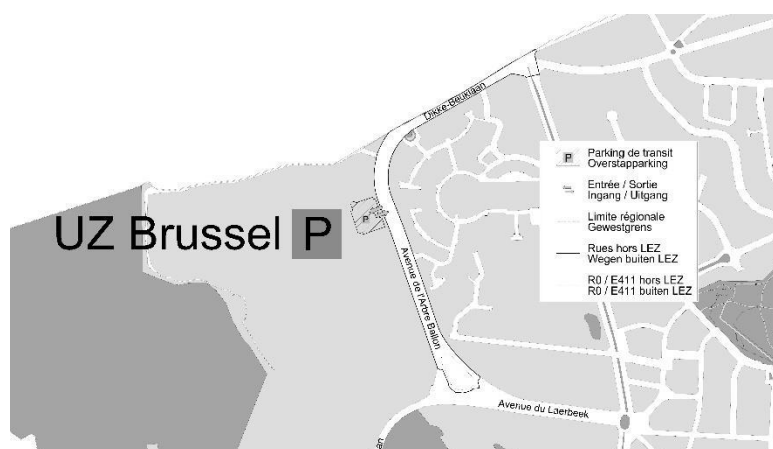 Dikke-Beuklaan
P
Parking de transit
Overstapparking
Entrée / Sortie
Ingang / Uitgang
Limite régionale
Gewestgrens
Rues hors LEZ
Wegen buiten LEZ
R0 / E411 hors LEZ
R0 / E411 buiten LEZ
P
UZ Brussel P
Avenue de l'Arbre Ballon
Avenue du Laerbeek
an